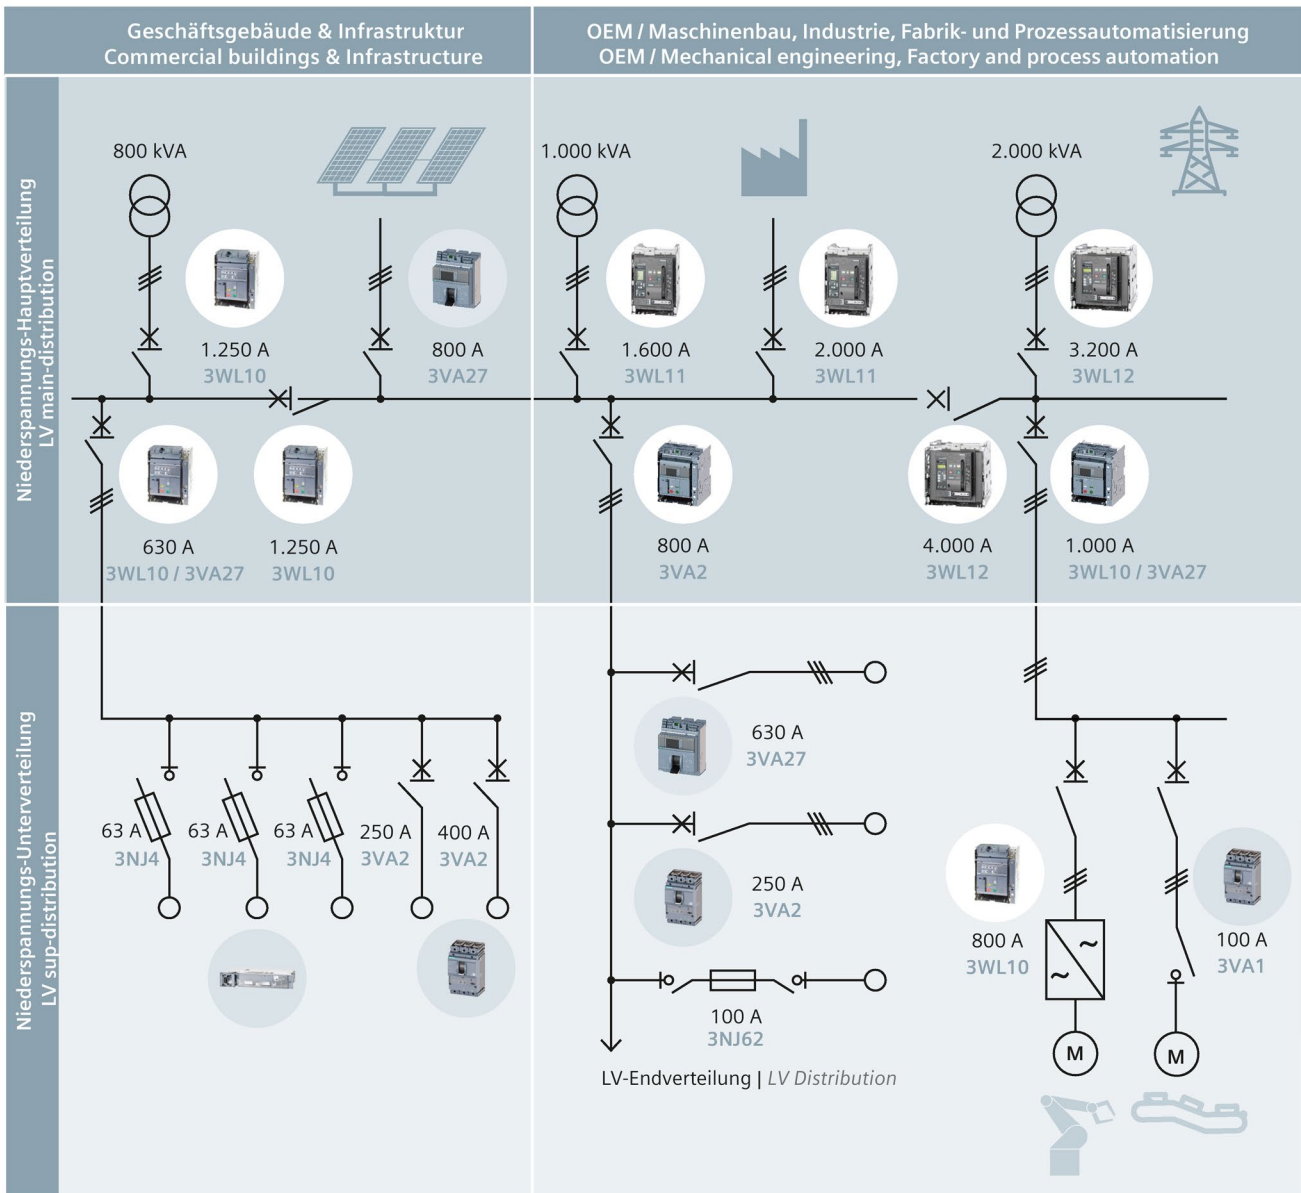 Geschäftsgebäude & Infrastruktur
Commercial buildings & Infrastructure
OEM / Maschinenbau, Industrie, Fabrik- und Prozessautomatisierung
OEM / Mechanical engineering, Factory and process automation
Niederspannungs-Hauptverteilung
LV main-distribution
800 kVA
1.000 kVA
2.000 kVA
1.250 A
3WL10
800 A
3VA27
1.600 A
3WL11
2.000 A
3WL11
3.200 A
3WL12
630 A
3WL10 / 3VA27
1.250 A
3WL10
800 A
3VA2
4.000 A
3WL12
1.000 A
3WL10 / 3VA27
Niederspannungs-Unterverteilung
LV sup-distribution
63 A
3NJ4
63 A
3NJ4
63 A
3NJ4
250 A
3VA2
400 A
3VA2
630 A
3VA27
250 A
3VA2
100 A
3NJ62
LV-Endverteilung | LV Distribution
800 A
3WL10
~
~
M
100 A
3VA1
M